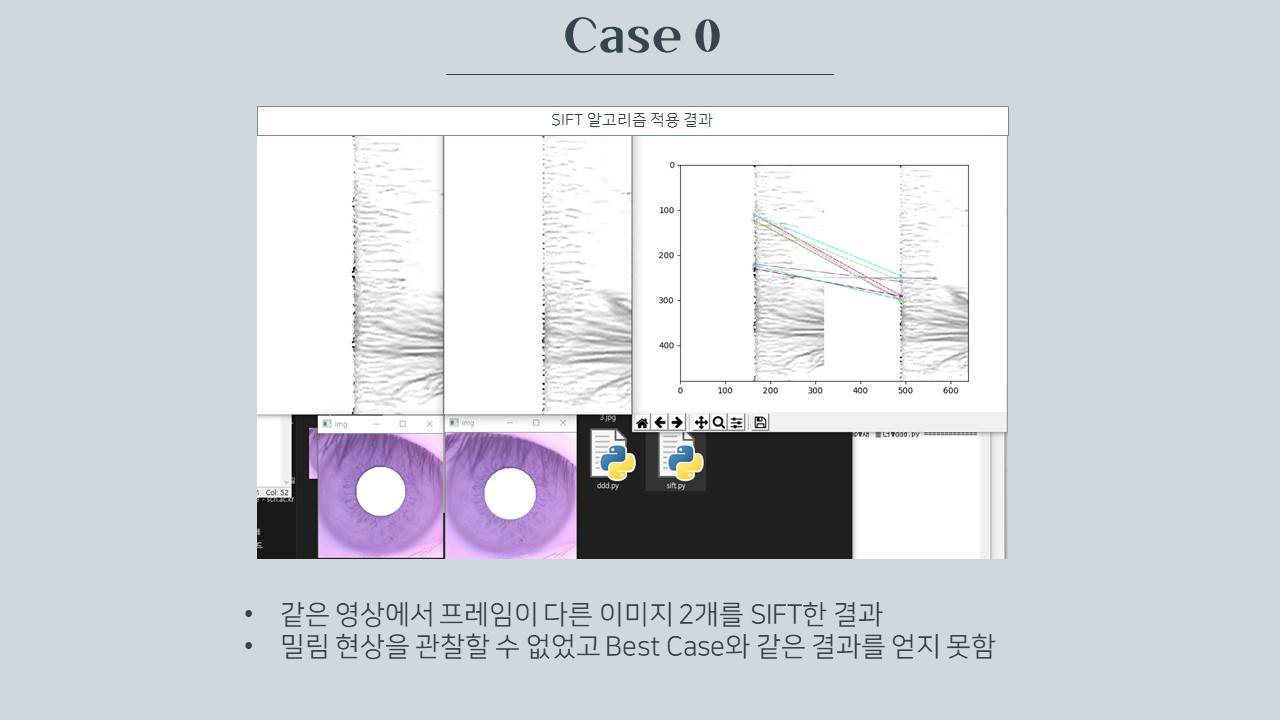 Case 0
SIFT 알고리즘 적용 결과
0
100
200
300
400
0 100 200 300 400 500 600
3.jpg
img
img
ddd.py
sift.py
Col: 52
• 같은 영상에서 프레임이 다른 이미지 2개를 SIFT한 결과
• 밀림 현상을 관찰할 수 없었고 Best Case와 같은 결과를 얻지 못함